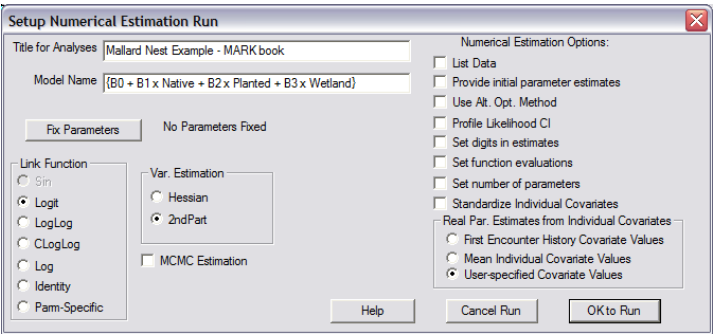 Setup Numerical Estimation Run
Title for Analyses Mallard Nest Example - MARK book
Model Name {B0 + B1 x Native + B2 x Planted + B3 x Wetland}
Fix Parameters No Parameters Fixed
Link Function
Sin
Logit
LogLog
CLogLog
Log
Identity
Parm-Specific
Var. Estimation
Hessian
2ndPart
MCMC Estimation
Numerical Estimation Options:
List Data
Provide initial parameter estimates
Use Alt. Opt. Method
Profile Likelihood CI
Set digits in estimates
Set function evaluations
Set number of parameters
Standardize Individual Covariates
Real Par. Estimates from Individual Covariates
First Encounter History Covariate Values
Mean Individual Covariate Values
User-specified Covariate Values
Help Cancel Run OK to Run